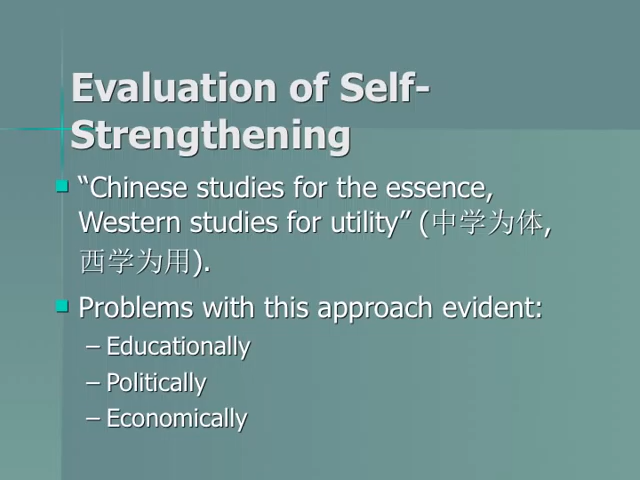 Evaluation of Self-
Strengthening
“Chinese studies for the essence,
Western studies for utility” (中学为体,
西学为用).
Problems with this approach evident:
– Educationally
– Politically
– Economically